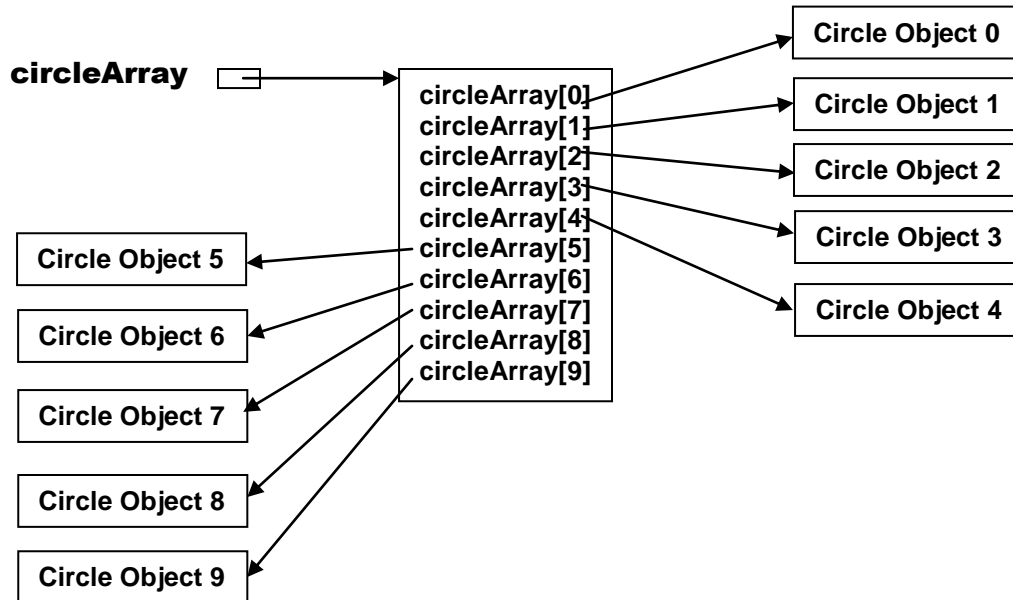 circleArray
circleArray[0]
circleArray[1]
circleArray[2]
circleArray[3]
circleArray[4]
circleArray[5]
circleArray[6]
circleArray[7]
circleArray[8]
circleArray[9]
Circle Object 0
Circle Object 1
Circle Object 2
Circle Object 3
Circle Object 4
Circle Object 5
Circle Object 6
Circle Object 7
Circle Object 8
Circle Object 9